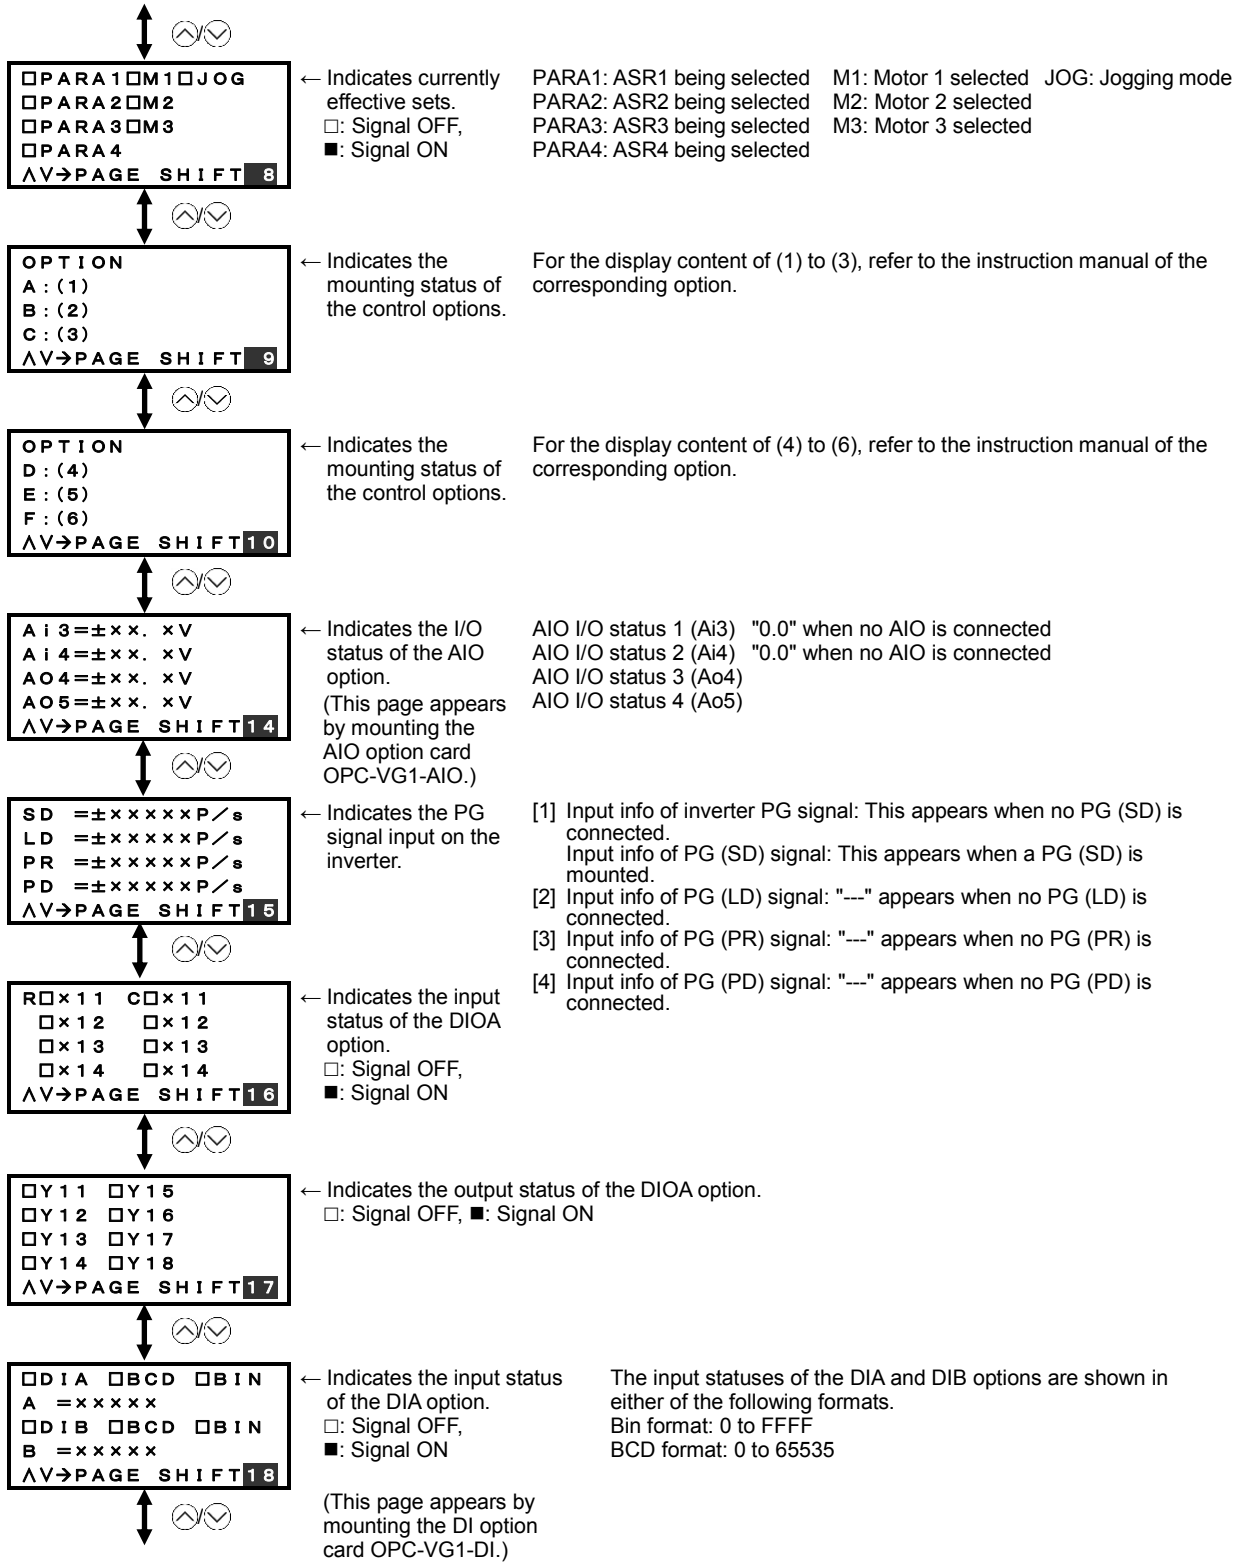 □PARA1□M1□JOG
□PARA2□M2
□PARA3□M3
□PARA4
∧∨→PAGE SHIFT 8
← Indicates currently
effective sets.
□: Signal OFF,
■: Signal ON
PARA1: ASR1 being selected M1: Motor 1 selected JOG: Jogging mode
PARA2: ASR2 being selected M2: Motor 2 selected
PARA3: ASR3 being selected M3: Motor 3 selected
PARA4: ASR4 being selected
OPTION
A:(1)
B:(2)
C:(3)
∧∨→PAGE SHIFT 9
← Indicates the
mounting status of
the control options.
For the display content of (1) to (3), refer to the instruction manual of the
corresponding option.
OPTION
D:(4)
E:(5)
F:(6)
∧∨→PAGE SHIFT10
← Indicates the
mounting status of
the control options.
For the display content of (4) to (6), refer to the instruction manual of the
corresponding option.
Ai3=±××.×V
Ai4=±××.×V
AO4=±××.×V
AO5=±××.×V
∧∨→PAGE SHIFT14
← Indicates the I/O
status of the AIO
option.
(This page appears
by mounting the
AIO option card
OPC-VG1-AIO.)
AIO I/O status 1 (Ai3) "0.0" when no AIO is connected
AIO I/O status 2 (Ai4) "0.0" when no AIO is connected
AIO I/O status 3 (Ao4)
AIO I/O status 4 (Ao5)
SD =±×××××P/s
LD =±×××××P/s
PR =±×××××P/s
PD =±×××××P/s
∧∨→PAGE SHIFT15
← Indicates the PG
signal input on the
inverter.
[1] Input info of inverter PG signal: This appears when no PG (SD) is
connected.
Input info of PG (SD) signal: This appears when a PG (SD) is
mounted.
[2] Input info of PG (LD) signal: "---" appears when no PG (LD) is
connected.
[3] Input info of PG (PR) signal: "---" appears when no PG (PR) is
connected.
[4] Input info of PG (PD) signal: "---" appears when no PG (PD) is
connected.
R□×11 C□×11
□×12 □×12
□×13 □×13
□×14 □×14
∧∨→PAGE SHIFT16
← Indicates the input
status of the DIOA
option.
□: Signal OFF,
■: Signal ON
□Y11 □Y15
□Y12 □Y16
□Y13 □Y17
□Y14 □Y18
∧∨→PAGE SHIFT17
← Indicates the output status of the DIOA option.
□: Signal OFF, ■: Signal ON
□DIA □BCD □BIN
A =×××××
□DIB □BCD □BIN
B =×××××
∧∨→PAGE SHIFT18
← Indicates the input status
of the DIA option.
□: Signal OFF,
■: Signal ON
(This page appears by
mounting the DI option
card OPC-VG1-DI.)
The input statuses of the DIA and DIB options are shown in
either of the following formats.
Bin format: 0 to FFFF
BCD format: 0 to 65535